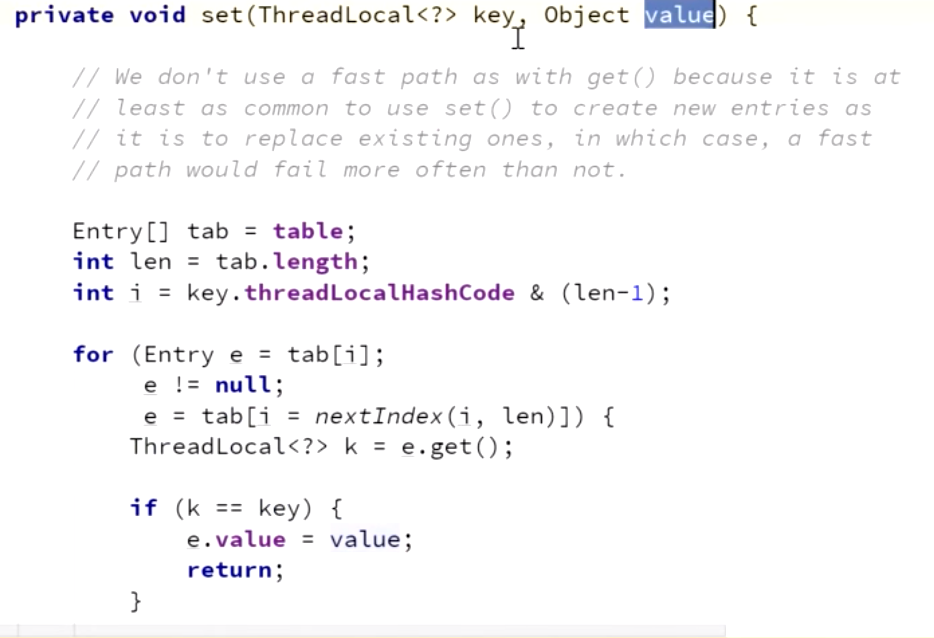 private void set(ThreadLocal<?> key, Object value) {
// We don't use a fast path as with get() because it is at
// least as common to use set() to create new entries as
// it is to replace existing ones, in which case, a fast
// path would fail more often than not.
Entry[] tab = table;
int len = tab.length;
int i = key.threadLocalHashCode & (len-1);
for (Entry e = tab[i];
e != null;
e = tab[i = nextIndex(i, len)]) {
ThreadLocal<?> k = e.get();
if (k == key) {
e.value = value;
return;
}